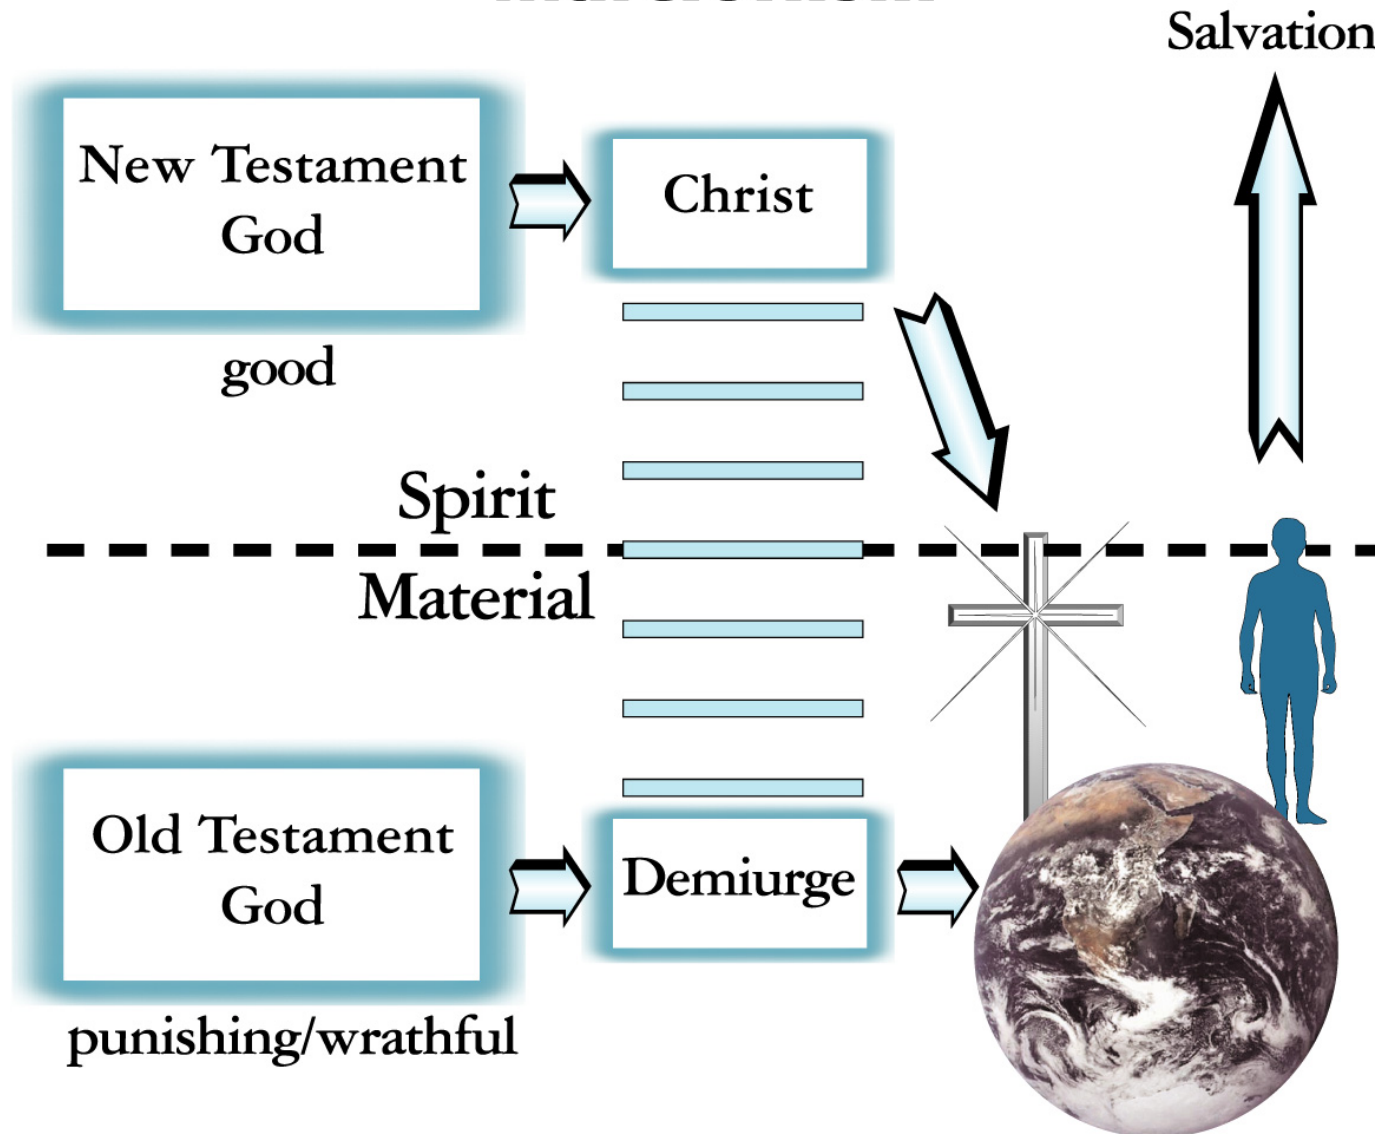 Salvation
New Testament
God
Christ
good
Spirit
Material
Old Testament
God
Demiurge
punishing/wrathful